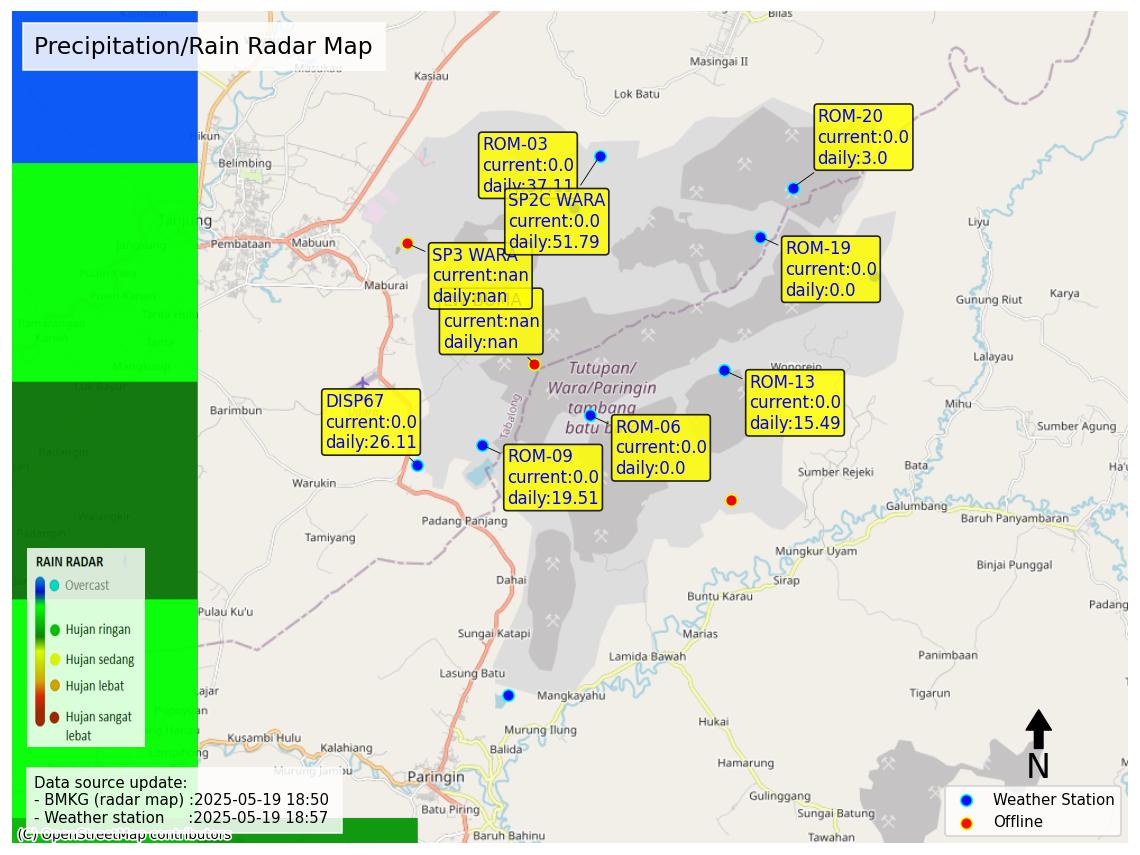 Precipitation/Rain Radar Map
Bilas
Masingai II
Kasiau
Lok Batu
Hikun
Belimbing
Tanjung
Pembataan
Mabuun
Maburai
ROM-03
current:0.0
daily:37.11
SP2C WARA
current:0.0
daily:51.79
ROM-20
current:0.0
daily:3.0
ROM-19
current:0.0
daily:0.0
SP3 WARA
current:nan
daily:nan
current:nan
daily:nan
Liyu
Gunung Riut
Karya
Lalayau
Mihu
Sumber Agung
Wonorejo
Tutupan/
Wara/Paringin
tambang
batu b
Tabalong
ROM-13
current:0.0
daily:15.49
DISP67
current:0.0
daily:26.11
ROM-06
current:0.0
daily:0.0
ROM-09
current:0.0
daily:19.51
Barimbun
Warukin
Tamiyang
Padang Panjang
Sumber Rejeki
Bata
Ha'u
Galumbang
Baruh Panyambaran
Mungkur Uyam
Binjai Punggal
Sirap
Dahai
Buntu Karau
Padang
Pulau Ku'u
Sungai Katapi
Marias
Lamida Bawah
Panimbaan
Lasung Batu
Tigarun
Mangkayahu
Hukai
Murung Ilung
Kusambi Hulu
Kalahiang
Balida
Hamarung
Murung Jambu
Paringin
Gulinggang
Batu Piring
Sungai Batung
Baruh Bahinu
Tawahan
RAIN RADAR
Overcast
Hujan ringan
Hujan sedang
Hujan lebat
Hujan sangat
lebat
Data source update:
- BMKG (radar map) :2025-05-19 18:50
- Weather station :2025-05-19 18:57
(C) OpenStreetMap contributors
N
Weather Station
Offline